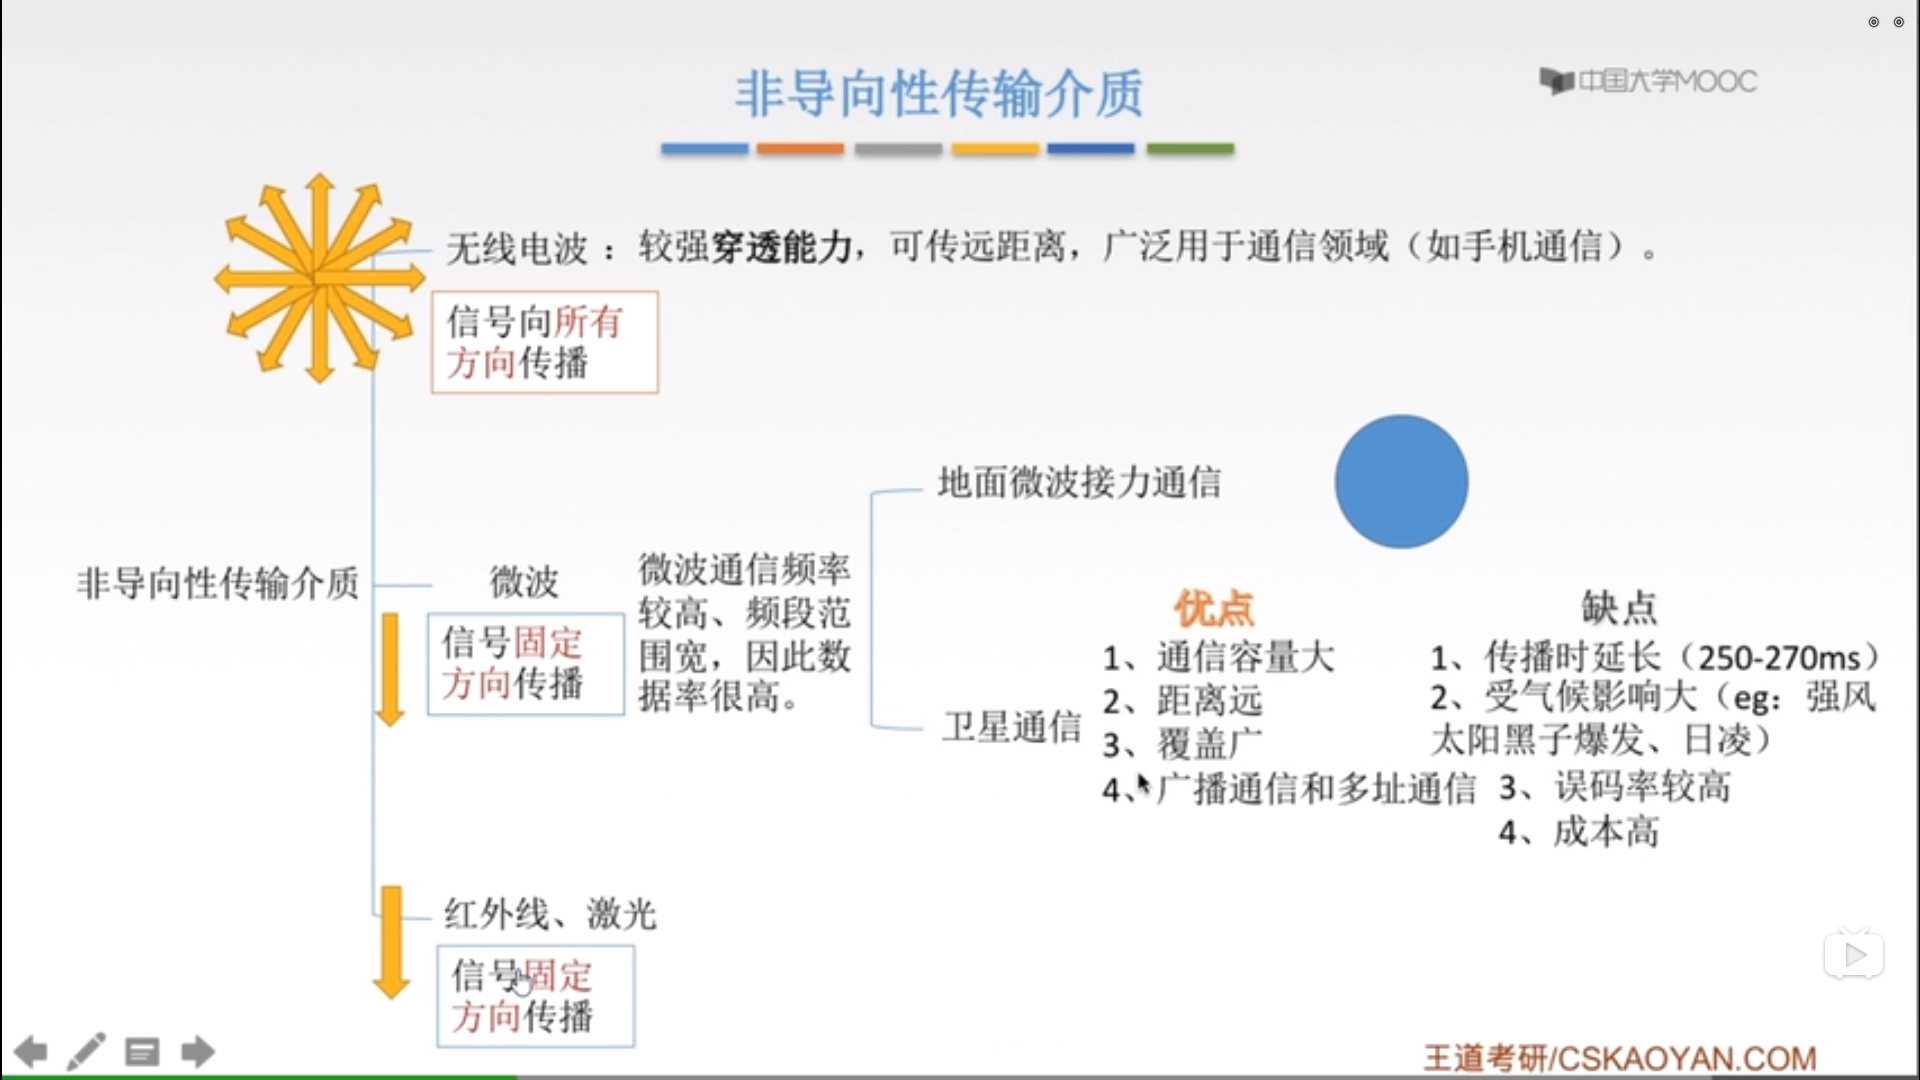 非导向性传输介质
中国大学MOOC
无线电波：较强穿透能力，可传远距离，广泛用于通信领域（如手机通信）。
信号向所有
方向传播
地面微波接力通信
非导向性传输介质
微波
信号固定
方向传播
微波通信频率
较高、频段范
围宽，因此数
据率很高。
卫星通信
优点
1、通信容量大
2、距离远
3、覆盖广
4、广播通信和多址通信
缺点
1、传播时延长（250-270ms）
2、受气候影响大（eg：强风
太阳黑子爆发、日凌）
3、误码率较高
4、成本高
红外线、激光
信号固定
方向传播
王道考研/CSKAOYAN.COM